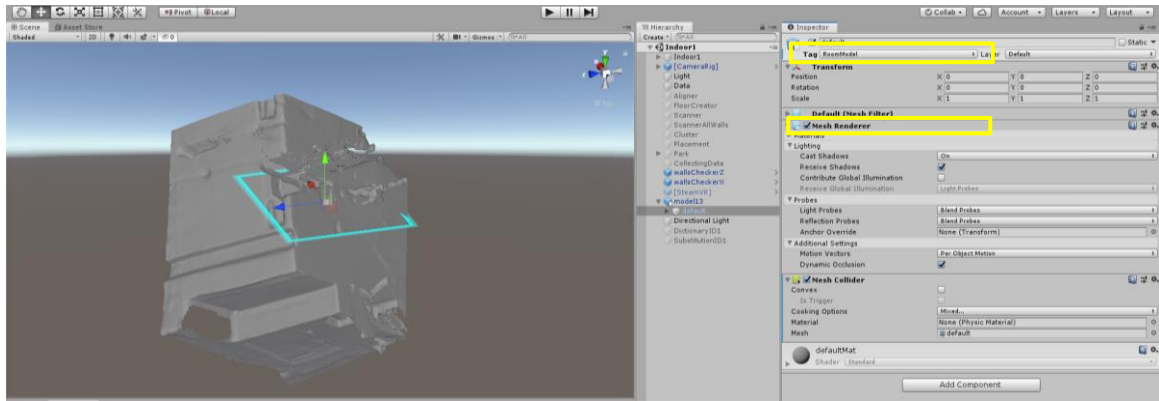 Pivot Local
Collab Account Layers Layout
Scene Asset Store
Shaded 2D Gizmos All
Hierarchy
Create All
Indoor1
Indoor1
[CameraRig]
Light
Data
Aligner
FloorCreator
Scanner
ScannerAllWalls
Cluster
Placement
Park
CollectingData
wallsCheckerZ
wallsCheckerX
[SteamVR]
model13
default
Directional Light
DictionaryID1
SubstitutionID1
Inspector
Static
Tag RoomModel Layer Default
Transform
Position X 0 Y 0 Z 0
Rotation X 0 Y 0 Z 0
Scale X 1 Y 1 Z 1
Default (Mesh Filter)
Mesh Renderer
Materials
Lighting
Cast Shadows On
Receive Shadows
Contribute Global Illumination
Receive Global Illumination Light Probes
Probes
Light Probes Blend Probes
Reflection Probes Blend Probes
Anchor Override None (Transform)
Additional Settings
Motion Vectors Per Object Motion
Dynamic Occlusion
Mesh Collider
Convex
Is Trigger
Cooking Options Mixed...
Material None (Physic Material)
Mesh default
defaultMat
Shader Standard
Add Component